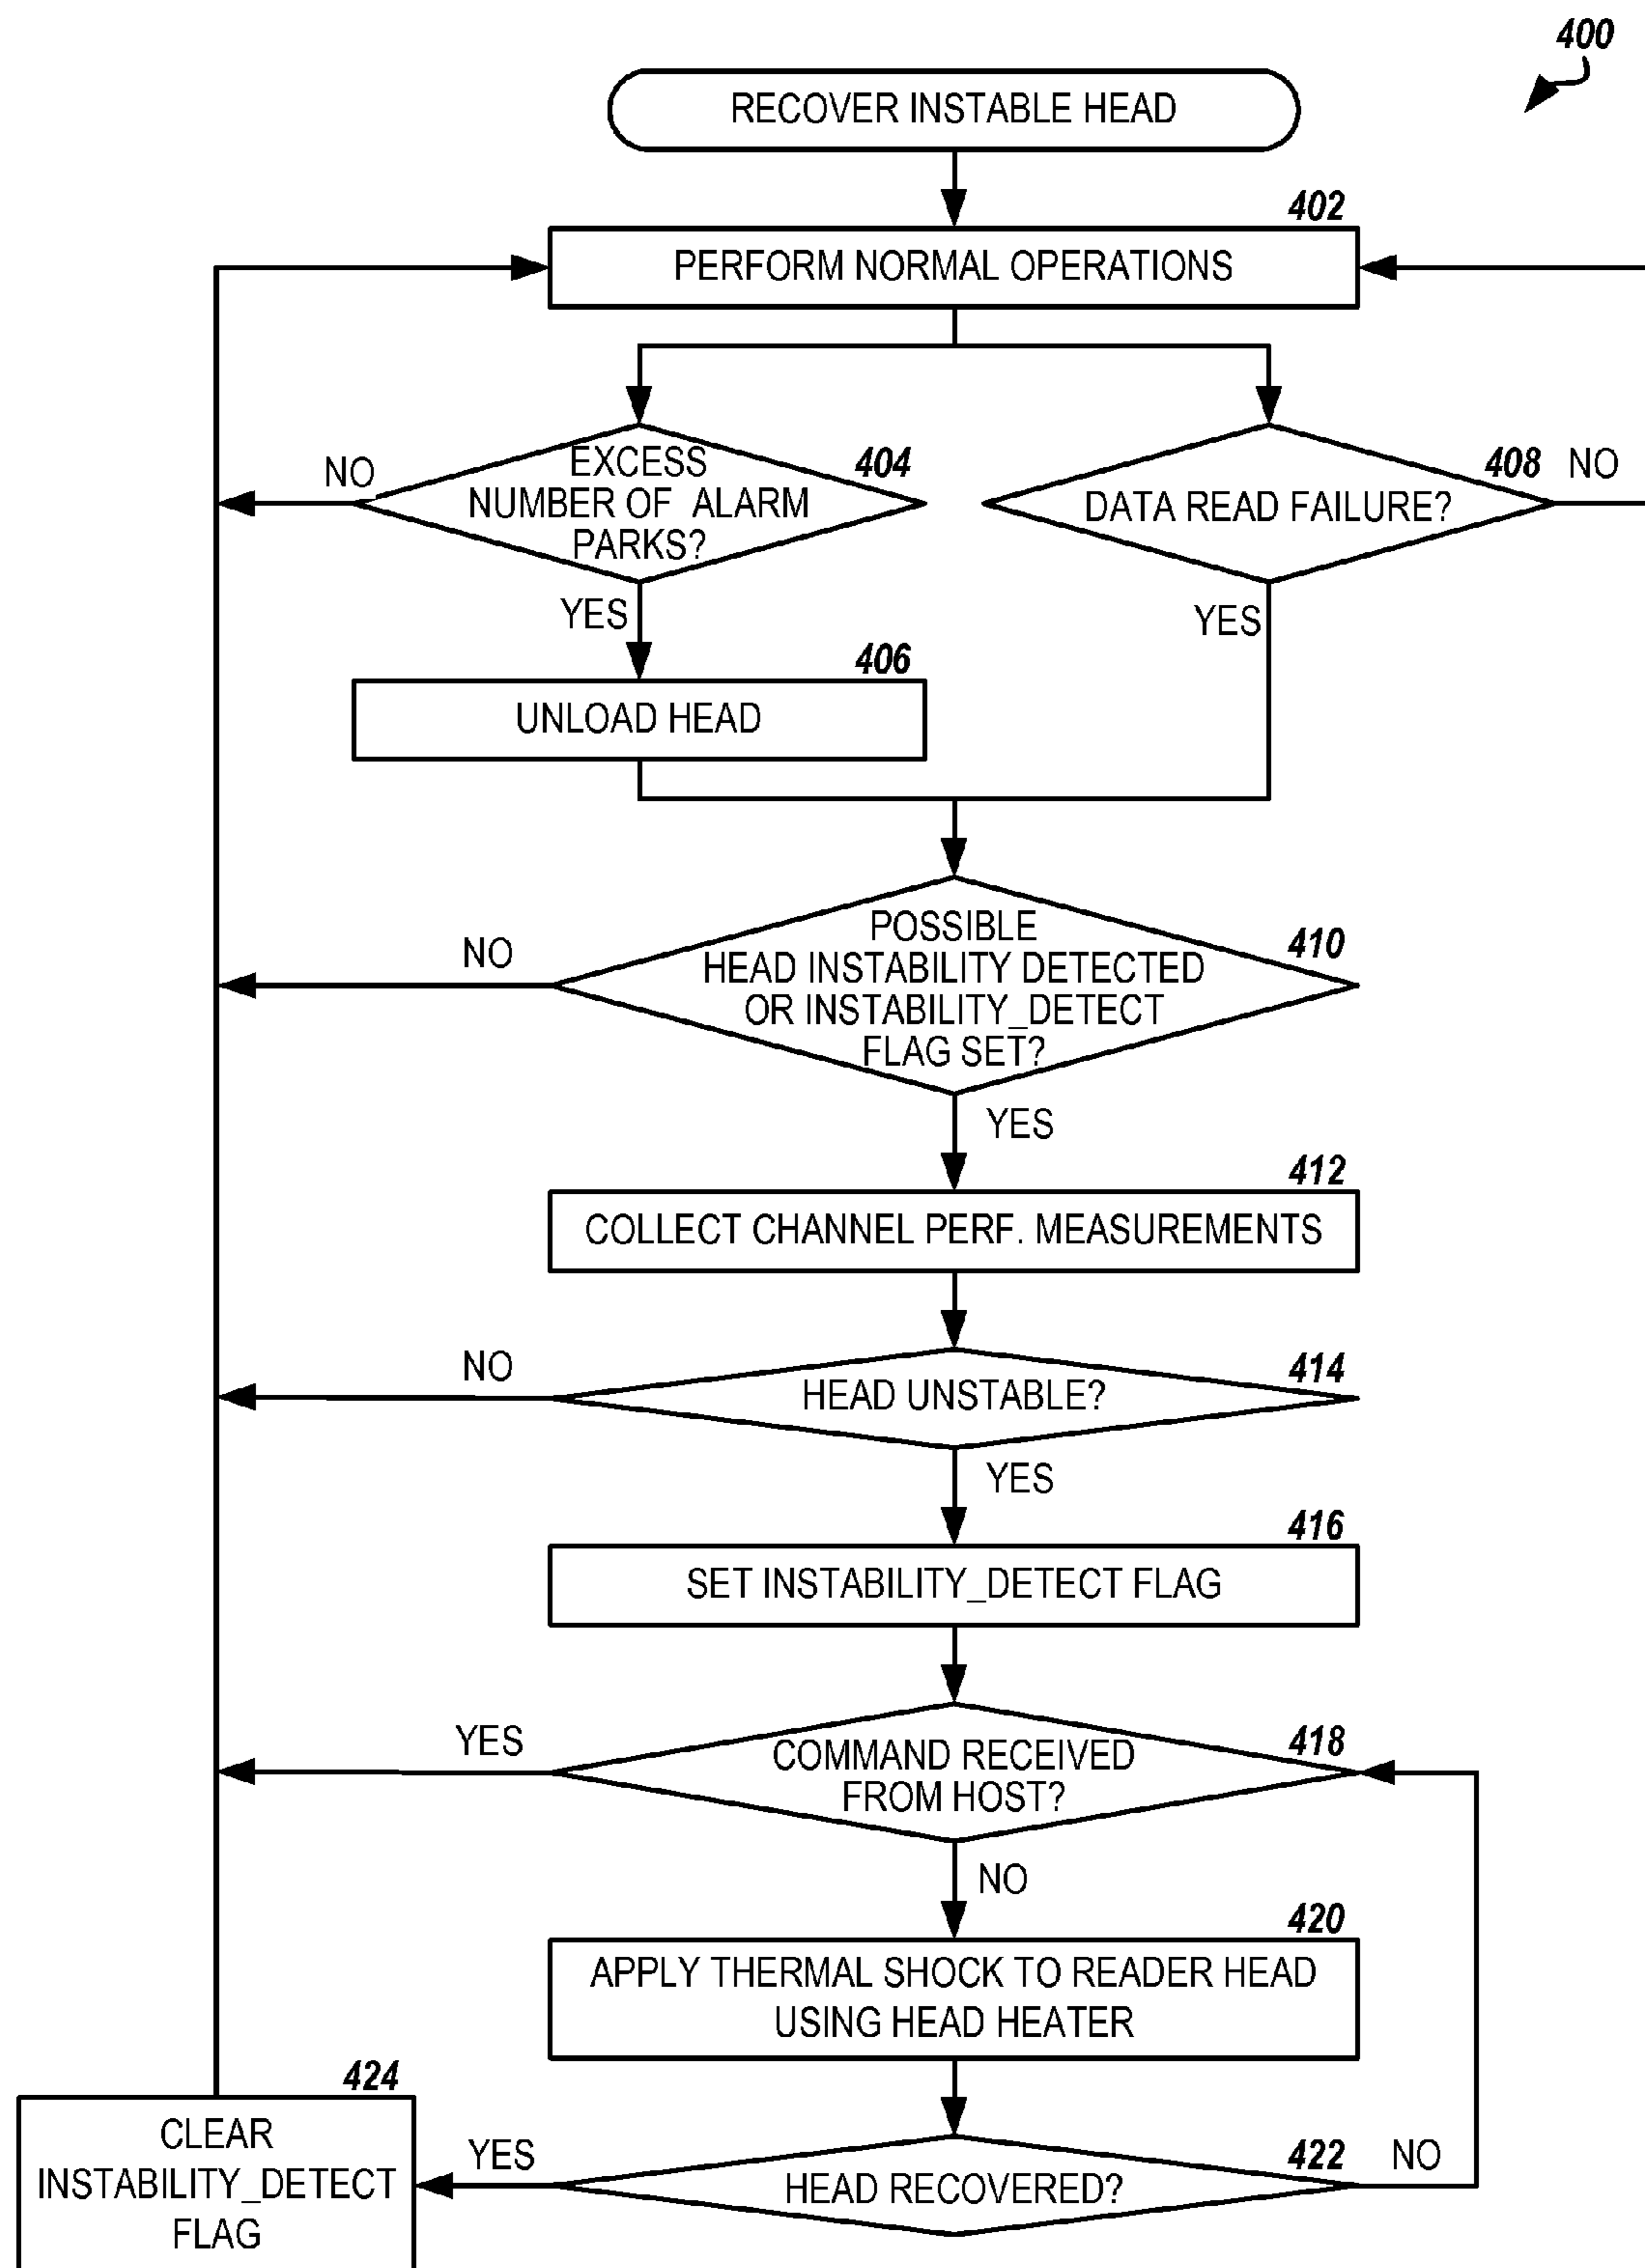 400
RECOVER INSTABLE HEAD
402
PERFORM NORMAL OPERATIONS
NO
EXCESS
NUMBER OF ALARM
PARKS?
404
DATA READ FAILURE?
408
NO
YES
YES
406
UNLOAD HEAD
NO
POSSIBLE
HEAD INSTABILITY DETECTED
OR INSTABILITY_DETECT
FLAG SET?
410
YES
412
COLLECT CHANNEL PERF. MEASUREMENTS
NO
HEAD UNSTABLE?
414
YES
416
SET INSTABILITY_DETECT FLAG
YES
COMMAND RECEIVED
FROM HOST?
418
NO
420
APPLY THERMAL SHOCK TO READER HEAD
USING HEAD HEATER
424
CLEAR
INSTABILITY_DETECT
FLAG
YES
HEAD RECOVERED?
422
NO